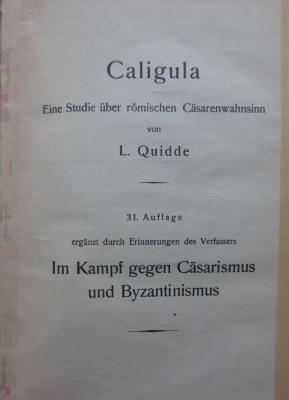 Caligula
Eine Studie über römischen Cäsarenwahnsinn
von
L. Quidde
31. Auflage
ergänzt durch Erinnerungen des Verfassers
Im Kampf gegen Cäsarismus
und Byzantinismus